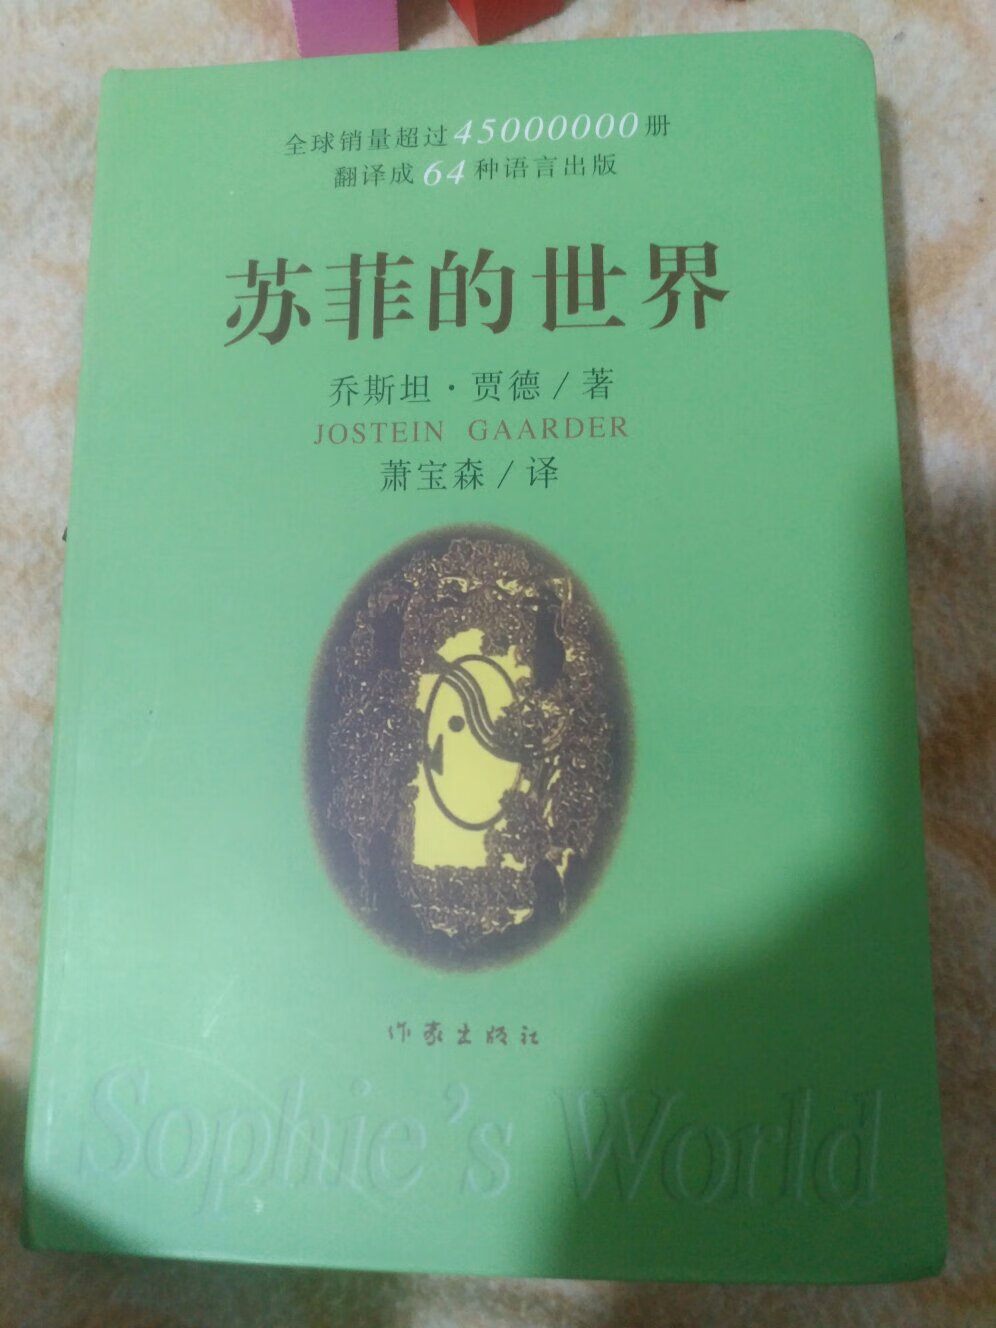 全球销量超过45000000册
翻译成64种语言出版
苏菲的世界
乔斯坦·贾德/著
JOSTEIN GAARDER
萧宝森/译
作家出版社
Sophie's World